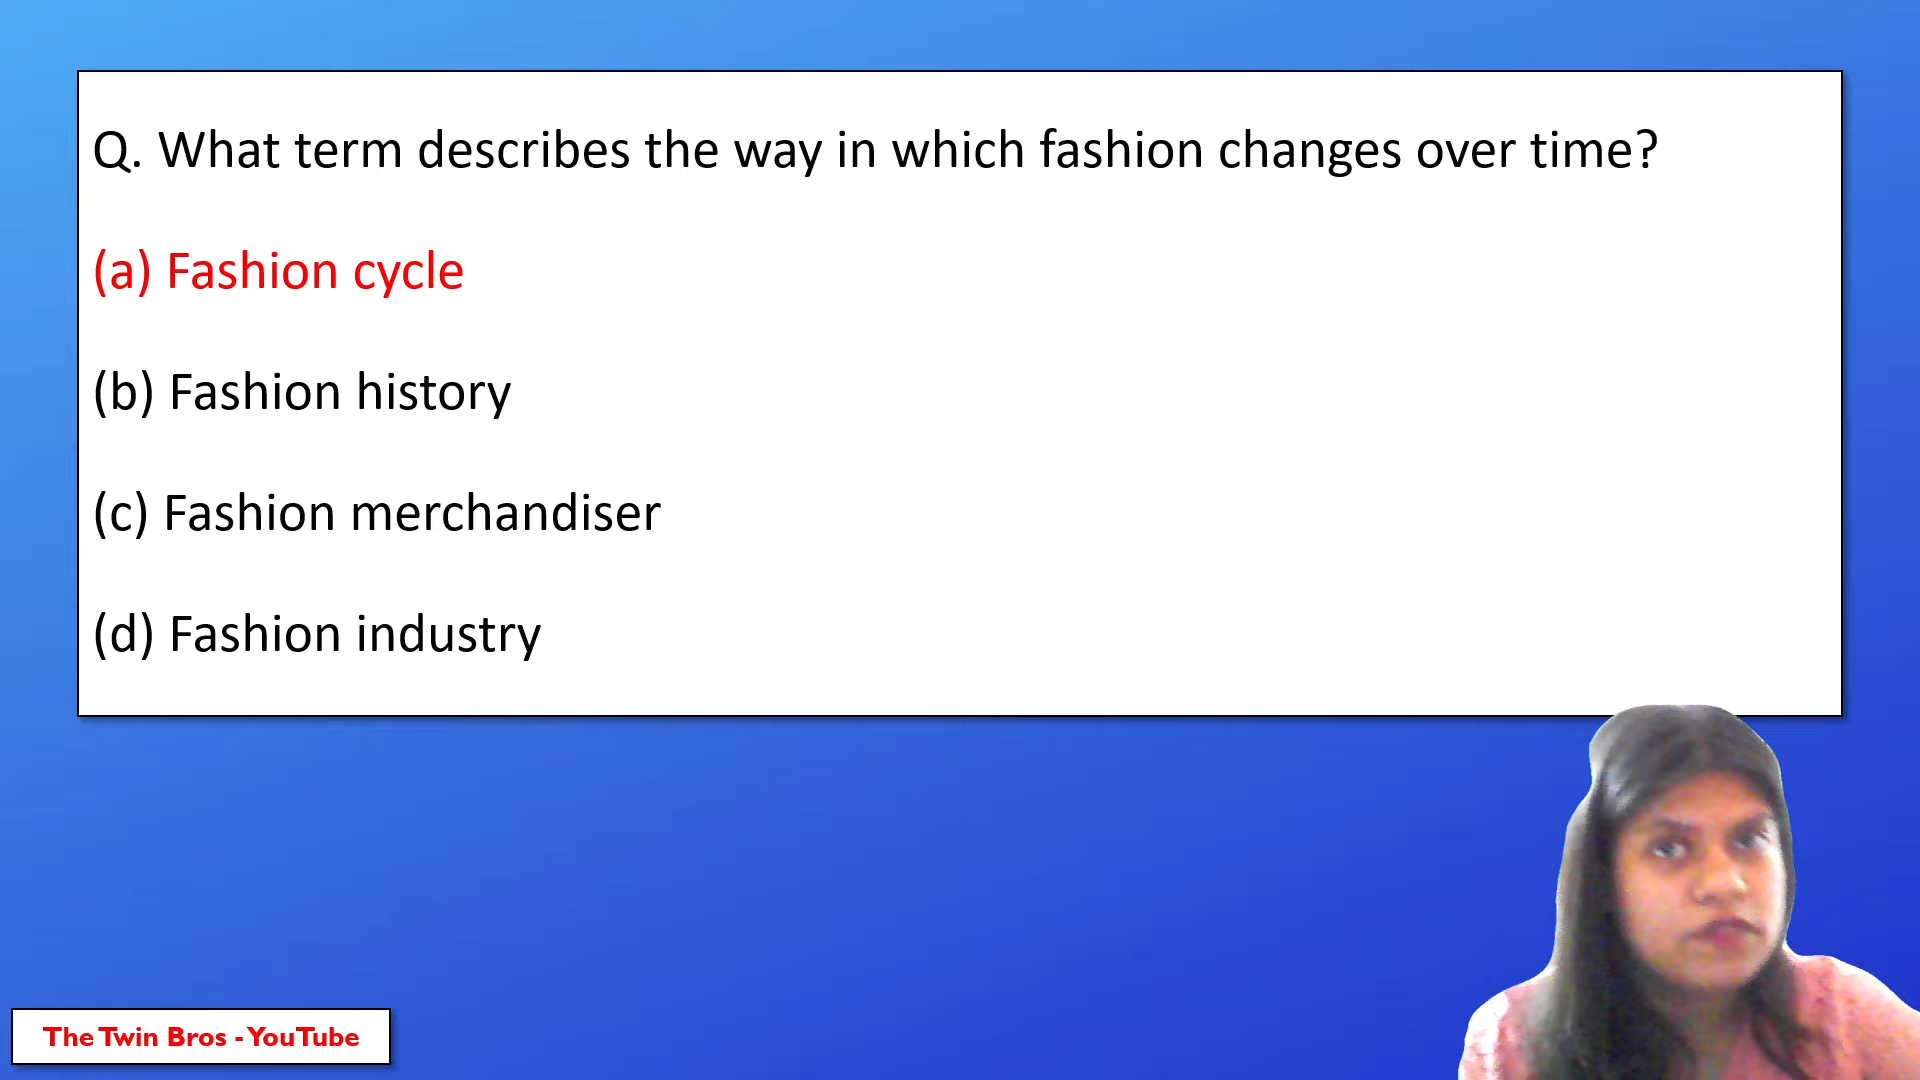 Q. What term describes the way in which fashion changes over time?
(a) Fashion cycle
(b) Fashion history
(c) Fashion merchandiser
(d) Fashion industry
The Twin Bros - YouTube